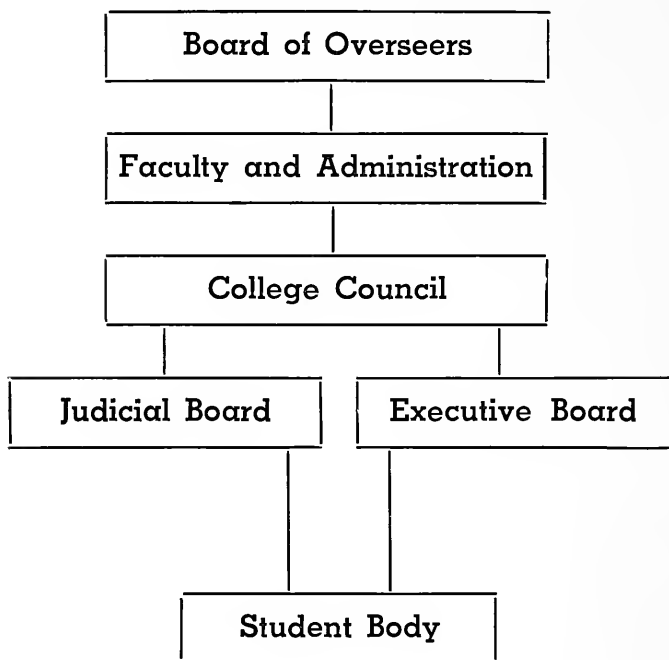 Board of Overseers
Faculty and Administration
College Council
Judicial Board Executive Board
Student Body